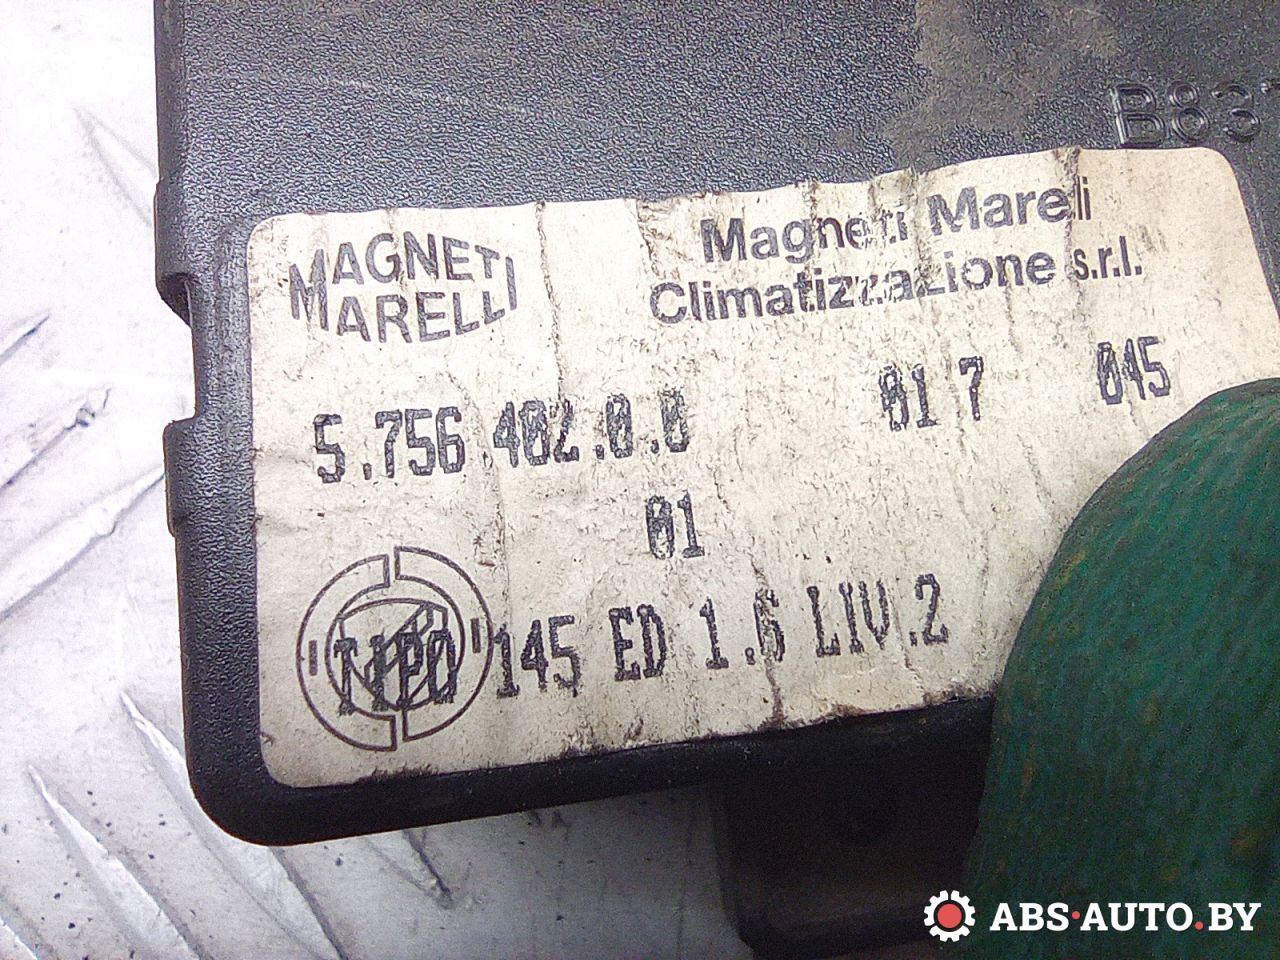 B83
MAGNETI
MARELLI
Magneti Marelli
Climatizzazione s.r.l.
5.756 402.0.0 01 7 045
01
TIPO 145 ED 1.6 LIV.2
ABS·AUTO.BY